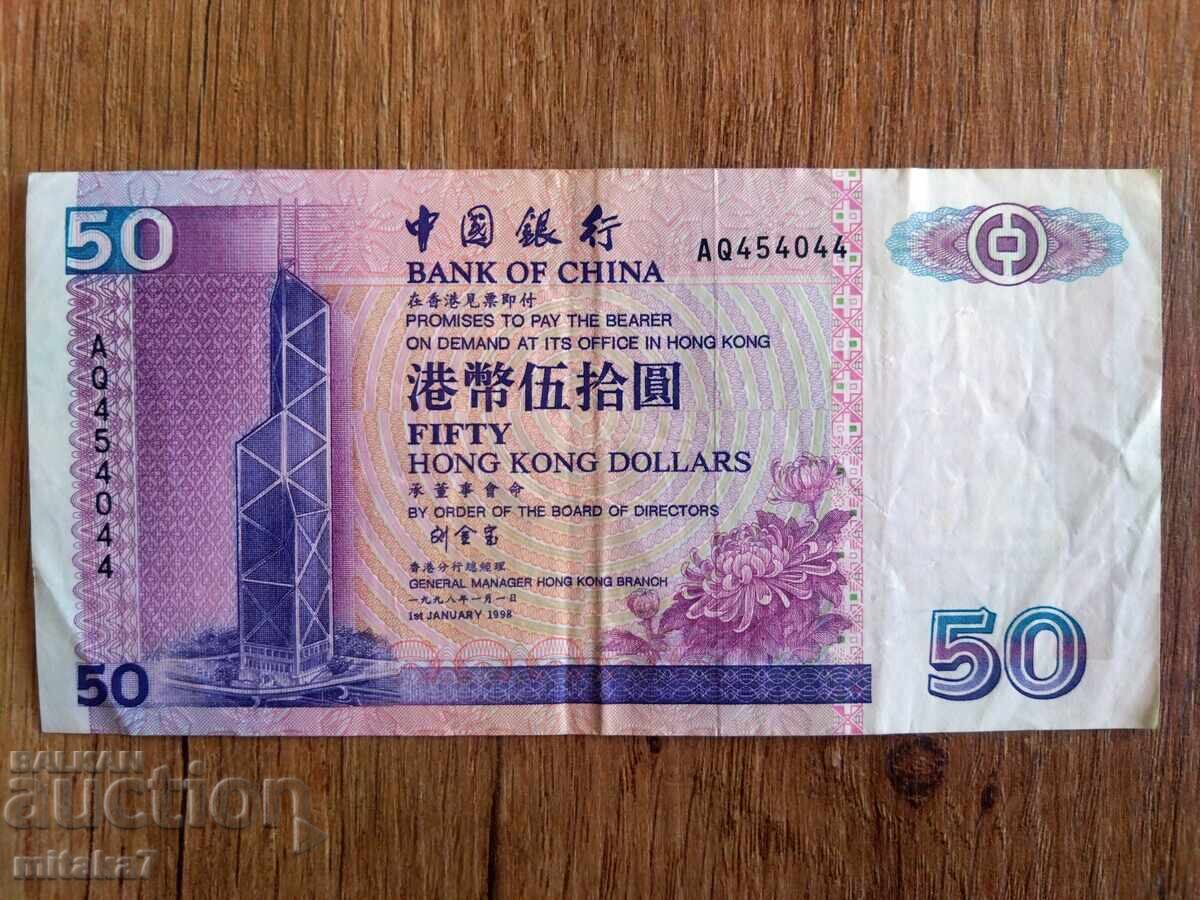 50
中國銀行
AQ454044
BANK OF CHINA
在香港見票即付
PROMISES TO PAY THE BEARER
ON DEMAND AT ITS OFFICE IN HONG KONG
港幣伍拾圓
FIFTY
HONG KONG DOLLARS
承董事會命
BY ORDER OF THE BOARD OF DIRECTORS
劉金寶
香港分行總經理
GENERAL MANAGER HONG KONG BRANCH
一九九八年一月一日
1st JANUARY 1998
AQ454044
50
50
BALKAN
auction
mitaka7